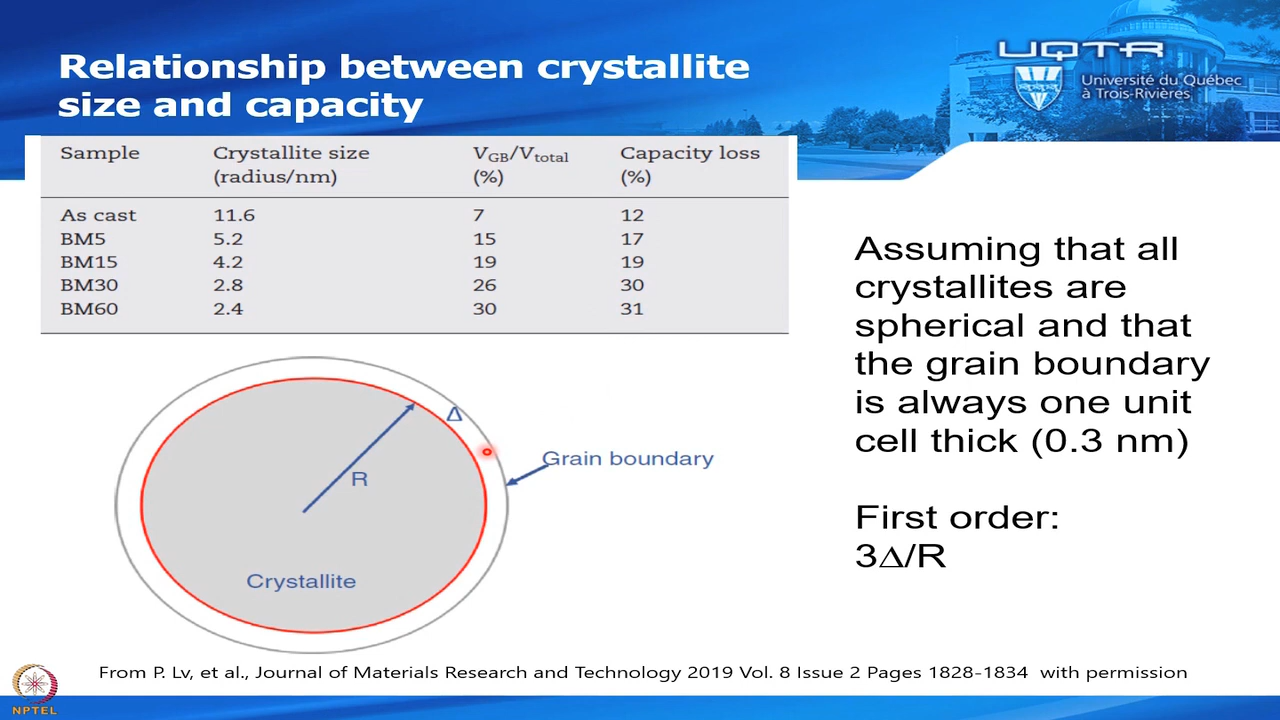 Relationship between crystallite
size and capacity
UQTR
Université du Québec
à Trois-Rivières
Sample Crystallite size (radius/nm) V_GB/V_total (%) Capacity loss (%)
As cast 11.6 7 12
BM5 5.2 15 17
BM15 4.2 19 19
BM30 2.8 26 30
BM60 2.4 30 31
Assuming that all
crystallites are
spherical and that
the grain boundary
is always one unit
cell thick (0.3 nm)
First order:
3Δ/R
Δ
R
Grain boundary
Crystallite
From P. Lv, et al., Journal of Materials Research and Technology 2019 Vol. 8 Issue 2 Pages 1828-1834 with permission
NPTEL